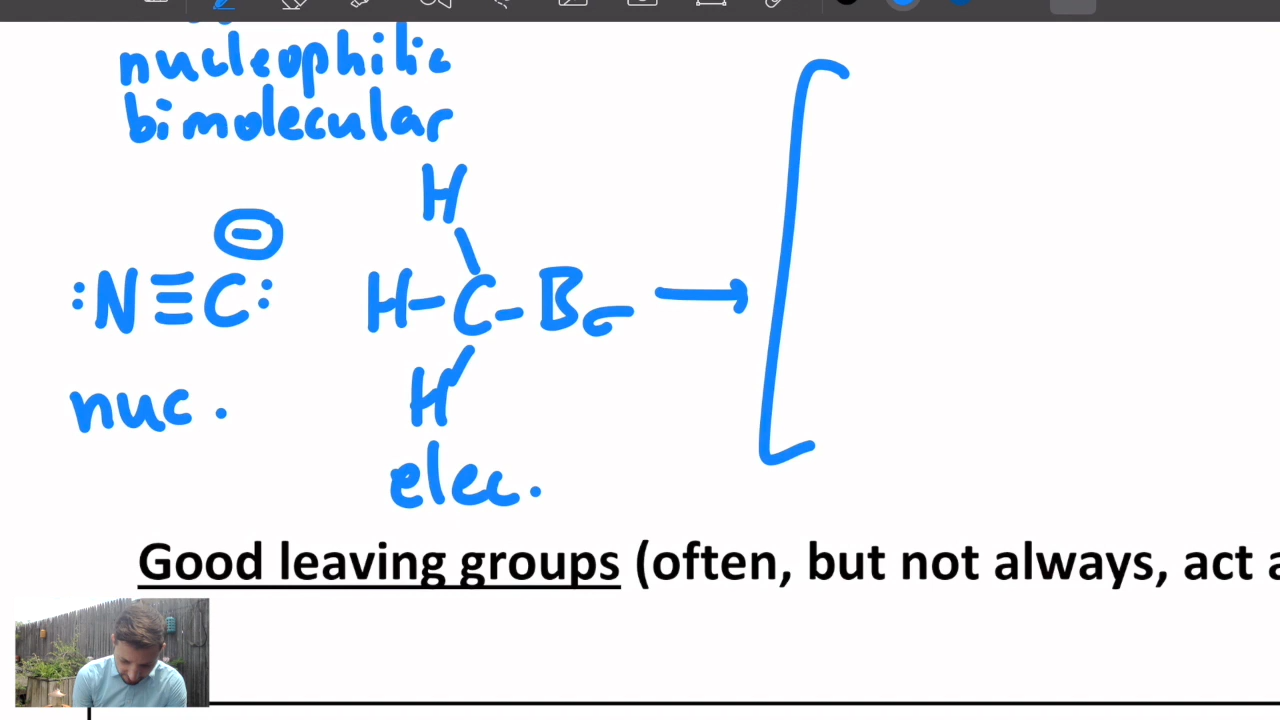 nucleophilic
bimolecular
H
⊖
:N≡C: H-C-Br →
H
nuc.
elec.
Good leaving groups (often, but not always, act a